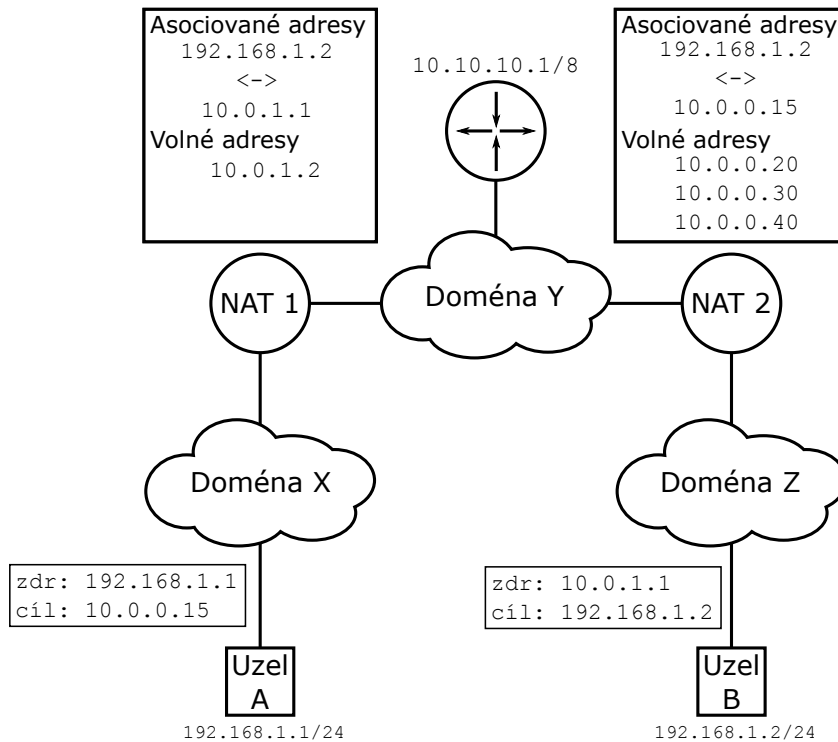 Asociované adresy
192.168.1.2
<->
10.0.1.1
Volné adresy
10.0.1.2
10.10.10.1/8
Asociované adresy
192.168.1.2
<->
10.0.0.15
Volné adresy
10.0.0.20
10.0.0.30
10.0.0.40
NAT 1
Doména Y
NAT 2
Doména X
Doména Z
zdr: 192.168.1.1
cíl: 10.0.0.15
zdr: 10.0.1.1
cíl: 192.168.1.2
Uzel
A
192.168.1.1/24
Uzel
B
192.168.1.2/24